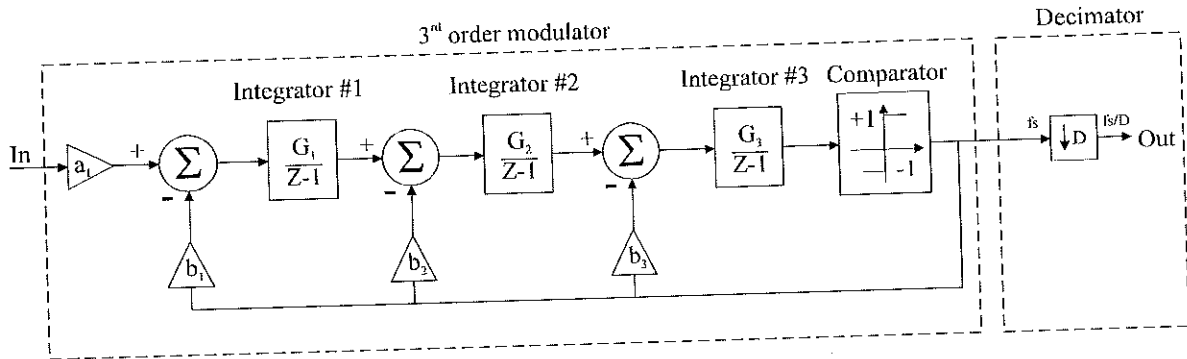 3rd order modulator
Decimator
Integrator #1
Integrator #2
Integrator #3
Comparator
In
a1
+
Σ
-
G1
Z-1
+
Σ
-
G2
Z-1
+
Σ
-
G3
Z-1
+1
-1
fs
↓D
fs/D
Out
b1
b2
b3